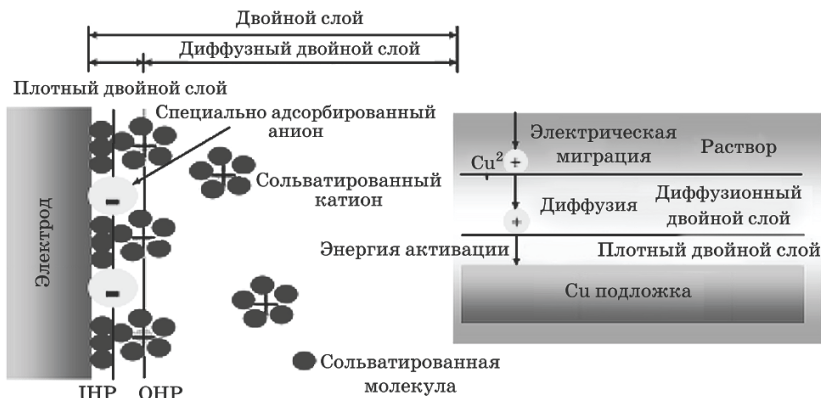 Двойной слой
Диффузный двойной слой
Плотный двойной слой
Специально адсорбированный
анион
Сольватированный
катион
Электрод
Сольватированная
молекула
IHP OHP
Электрическая
миграция
Раствор
Cu²
Диффузия
Диффузионный
двойной слой
Энергия активации
Плотный двойной слой
Cu подложка